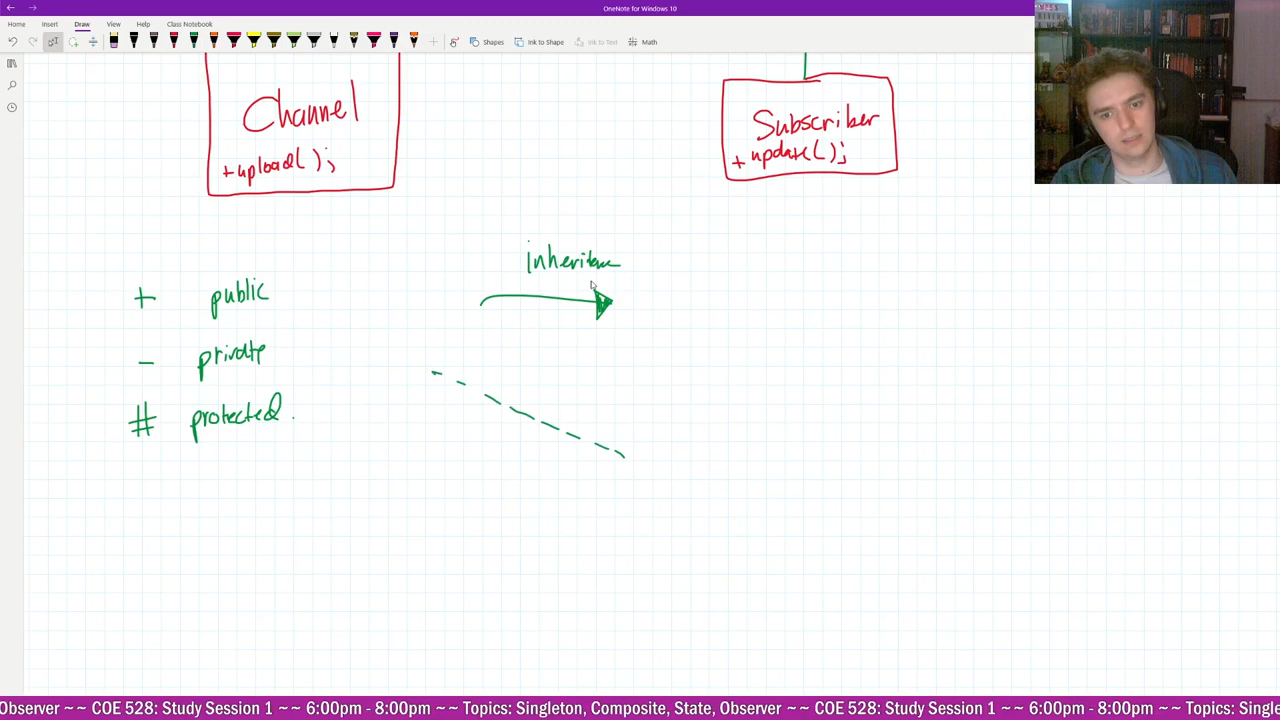 OneNote for Windows 10
Home Insert Draw View Help Class Notebook
Shapes Ink to Shape Ink to Text Math
Channel
+upload();
Subscriber
+ update();
+ public
- private
# protected.
Observer ~~ COE 528: Study Session 1 ~~ 6:00pm - 8:00pm ~~ Topics: Singleton, Composite, State, Observer ~~ COE 528: Study Session 1 ~~ 6:00pm - 8:00pm ~~ Topics: Single